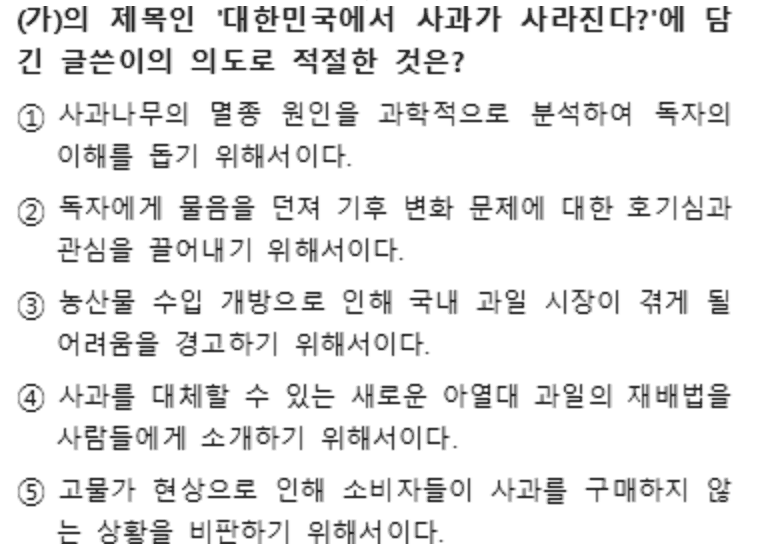 (가)의 제목인 '대한민국에서 사과가 사라진다?'에 담
긴 글쓴이의 의도로 적절한 것은?
① 사과나무의 멸종 원인을 과학적으로 분석하여 독자의
이해를 돕기 위해서이다.
② 독자에게 물음을 던져 기후 변화 문제에 대한 호기심과
관심을 끌어내기 위해서이다.
③ 농산물 수입 개방으로 인해 국내 과일 시장이 겪게 될
어려움을 경고하기 위해서이다.
④ 사과를 대체할 수 있는 새로운 아열대 과일의 재배법을
사람들에게 소개하기 위해서이다.
⑤ 고물가 현상으로 인해 소비자들이 사과를 구매하지 않
는 상황을 비판하기 위해서이다.